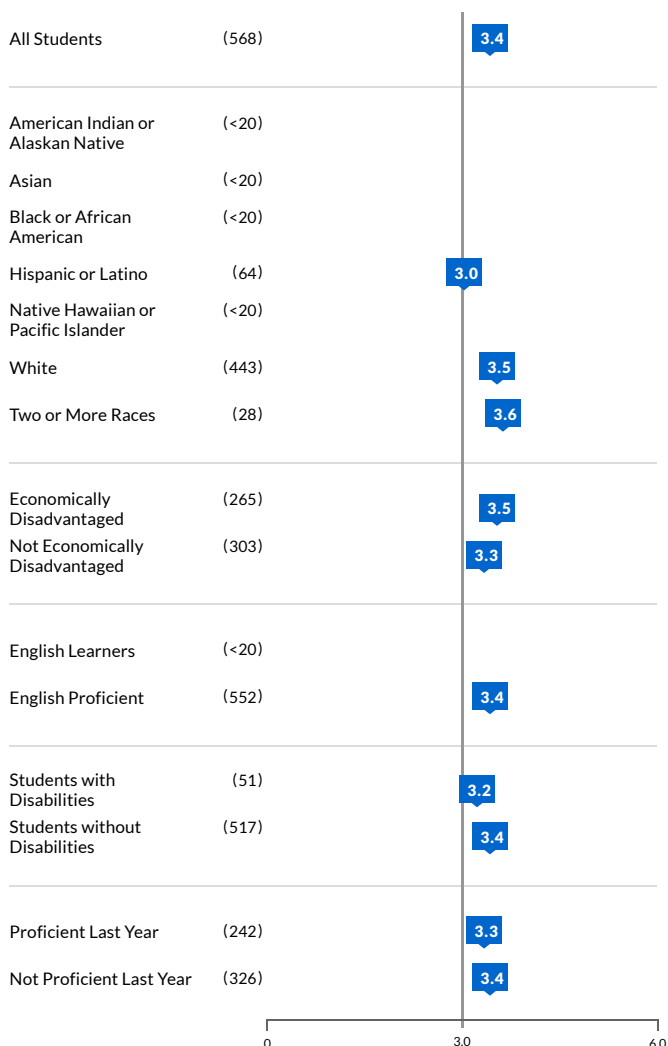 All Students (568) 3.4
American Indian or (<20)
Alaskan Native
Asian (<20)
Black or African (<20)
American
Hispanic or Latino (64) 3.0
Native Hawaiian or (<20)
Pacific Islander
White (443) 3.5
Two or More Races (28) 3.6
Economically (265) 3.5
Disadvantaged
Not Economically (303) 3.3
Disadvantaged
English Learners (<20)
English Proficient (552) 3.4
Students with (51) 3.2
Disabilities
Students without (517) 3.4
Disabilities
Proficient Last Year (242) 3.3
Not Proficient Last Year (326) 3.4
0 3.0 6.0